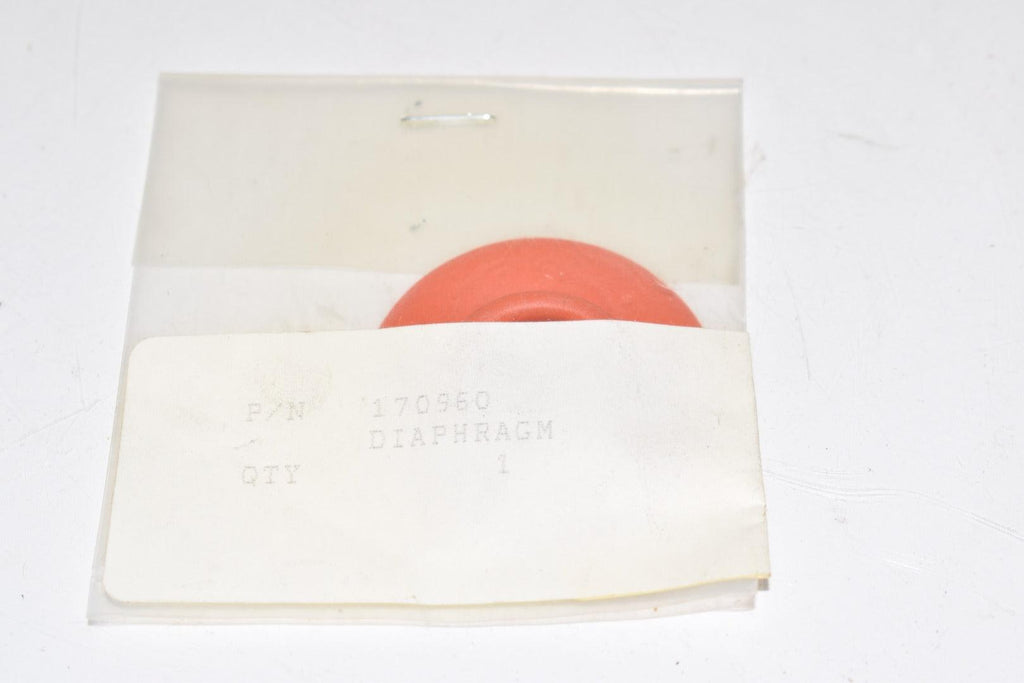 P/N 170960
DIAPHRAGM
QTY 1